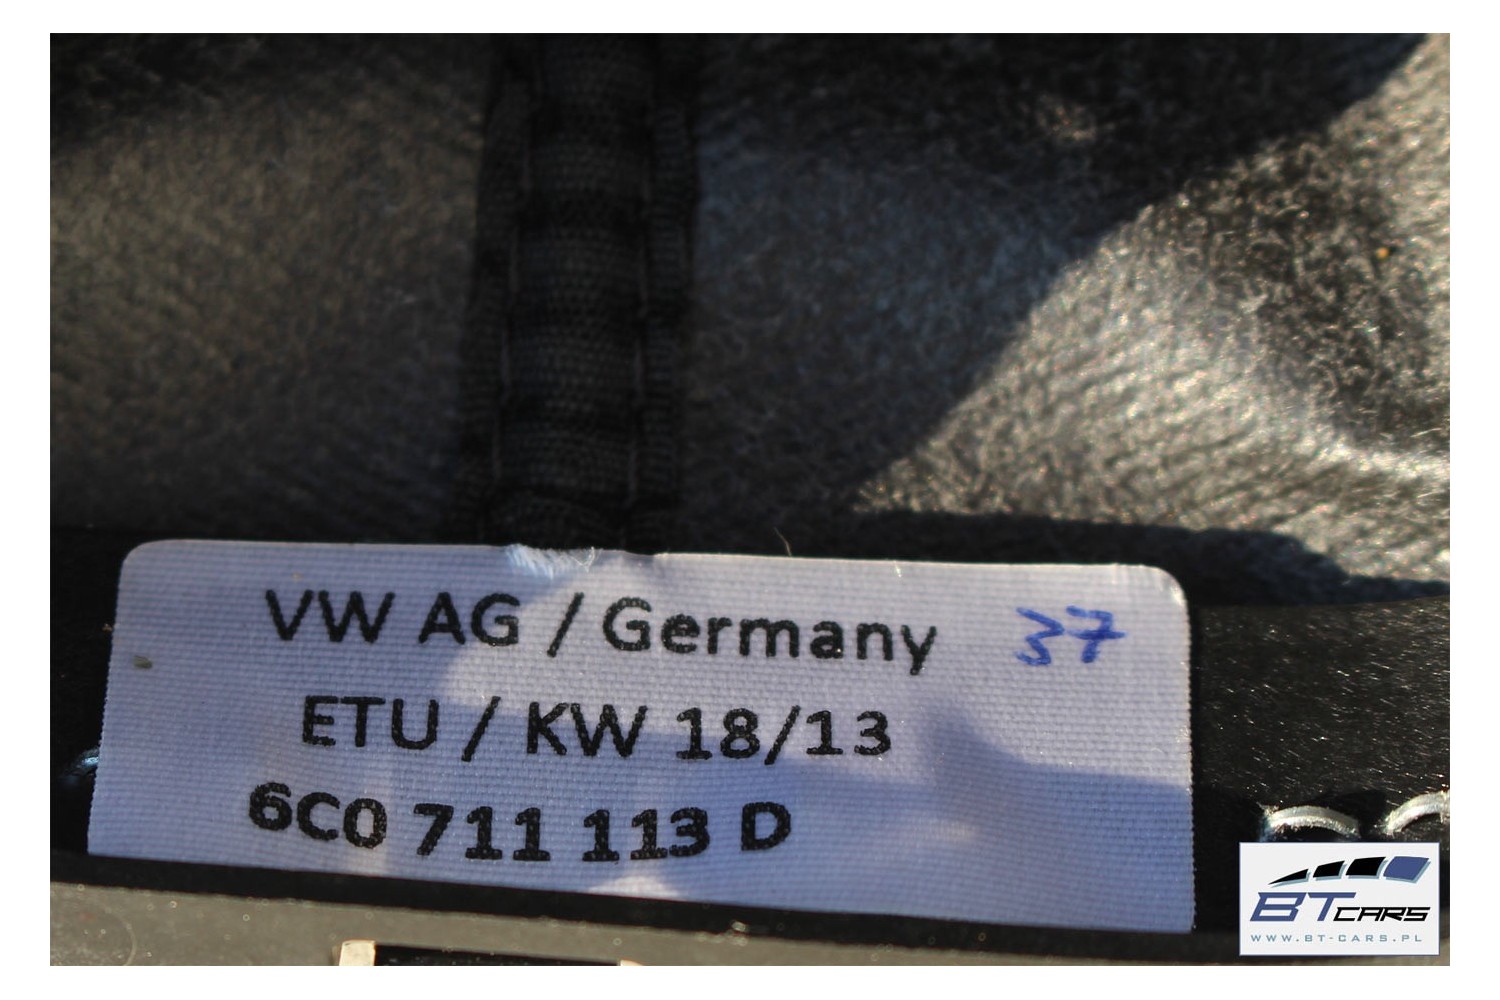 VW AG / Germany 37
ETU / KW 18/13
6C0 711 113 D
BT CARS
WWW.BT-CARS.PL